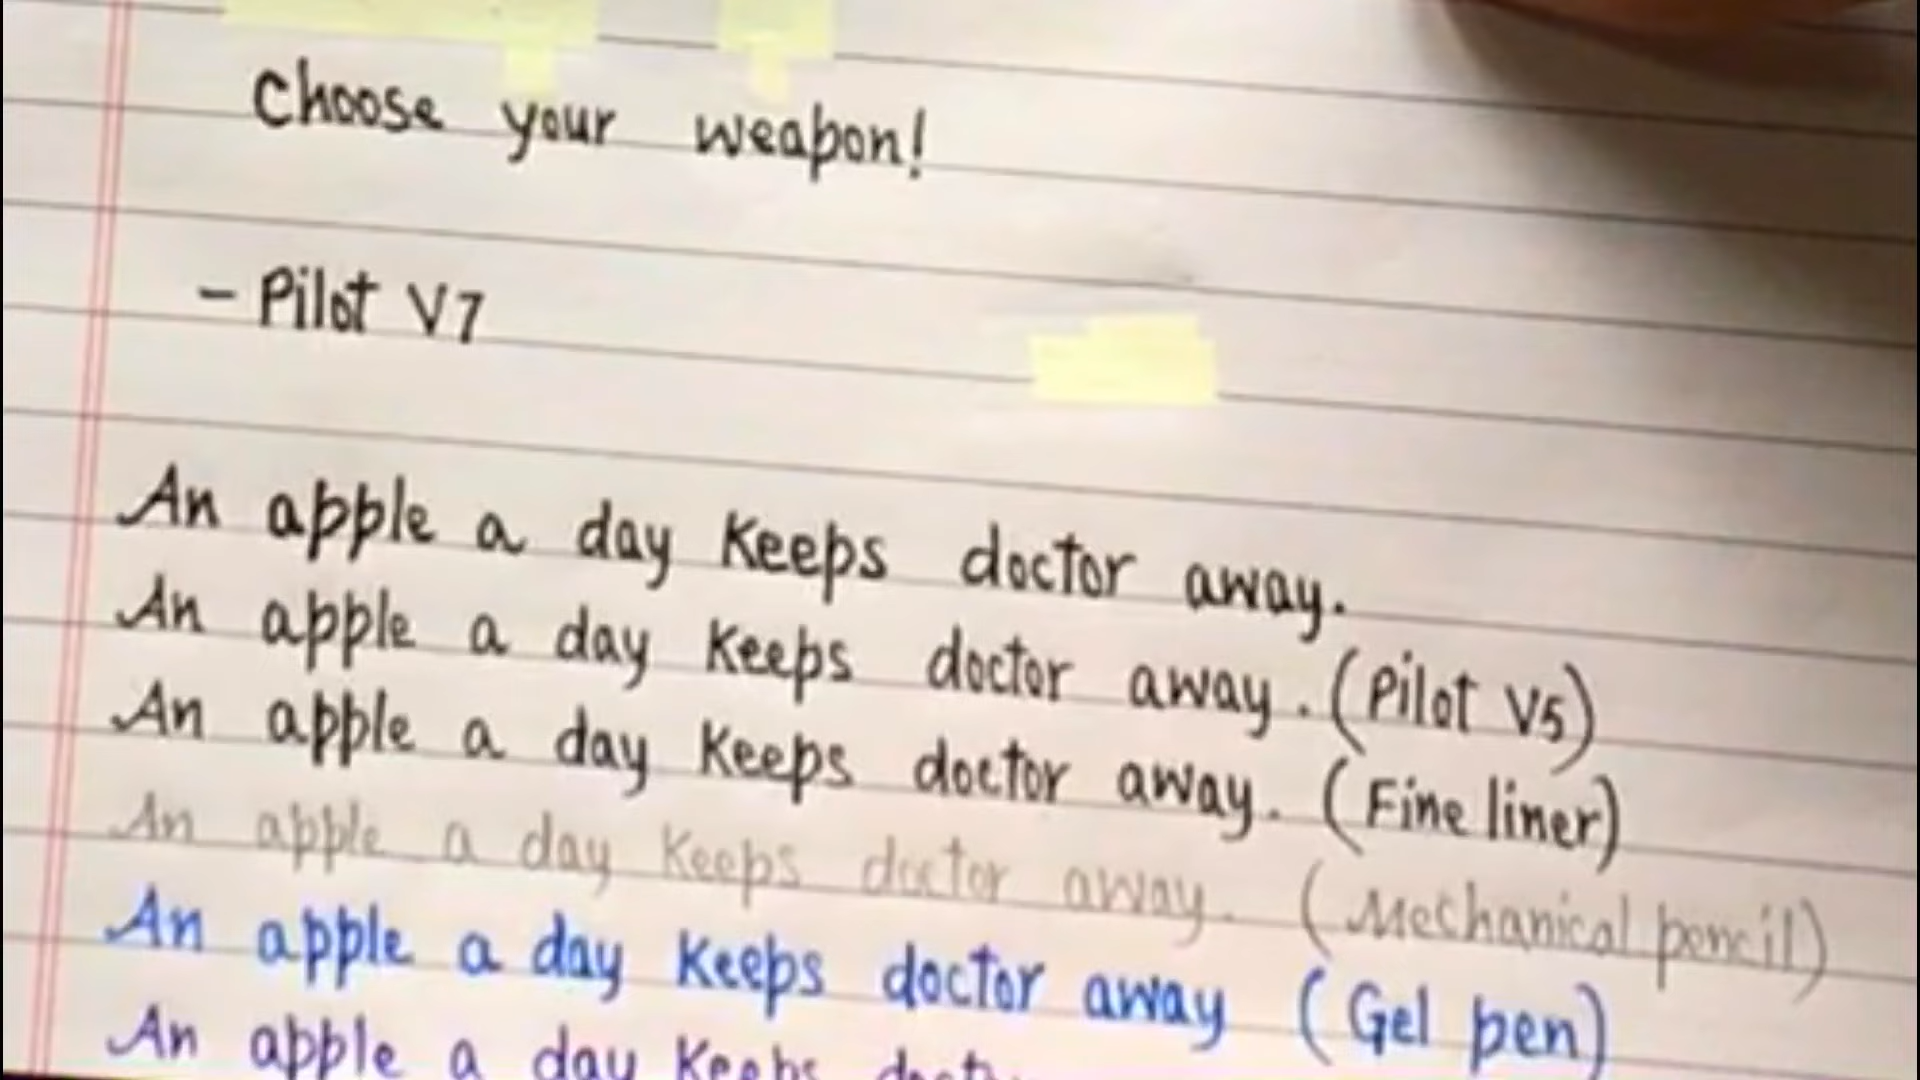 Choose your weapon!
- Pilot V7
An apple a day keeps doctor away.
An apple a day keeps doctor away. (Pilot V5)
An apple a day keeps doctor away. (Fine liner)
An apple a day keeps doctor away. (Mechanical pencil)
An apple a day keeps doctor away (Gel pen)
An apple a day keeps